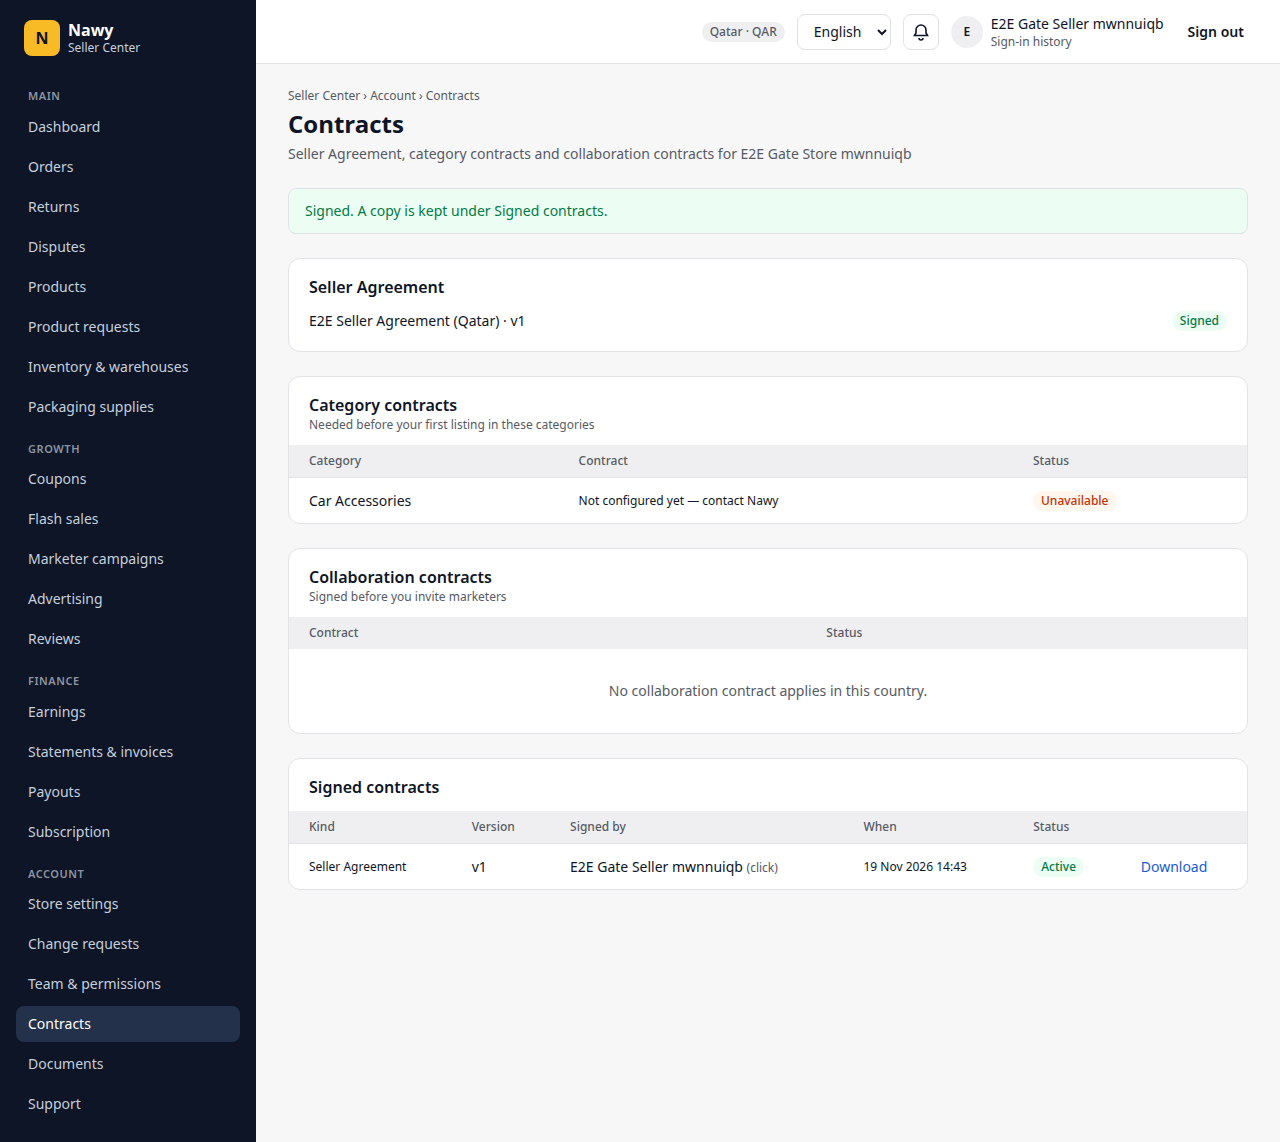 N
Nawy
Seller Center
MAIN
Dashboard
Orders
Returns
Disputes
Products
Product requests
Inventory & warehouses
Packaging supplies
GROWTH
Coupons
Flash sales
Marketer campaigns
Advertising
Reviews
FINANCE
Earnings
Statements & invoices
Payouts
Subscription
ACCOUNT
Store settings
Change requests
Team & permissions
Contracts
Documents
Support
Qatar · QAR
English
E
E2E Gate Seller mwnnuiqb
Sign-in history
Sign out
Seller Center › Account › Contracts
Contracts
Seller Agreement, category contracts and collaboration contracts for E2E Gate Store mwnnuiqb
Signed. A copy is kept under Signed contracts.
Seller Agreement
E2E Seller Agreement (Qatar) · v1 Signed
Category contracts
Needed before your first listing in these categories
Category Contract Status
Car Accessories Not configured yet — contact Nawy Unavailable
Collaboration contracts
Signed before you invite marketers
Contract Status
No collaboration contract applies in this country.
Signed contracts
Kind Version Signed by When Status
Seller Agreement v1 E2E Gate Seller mwnnuiqb (click) 19 Nov 2026 14:43 Active Download